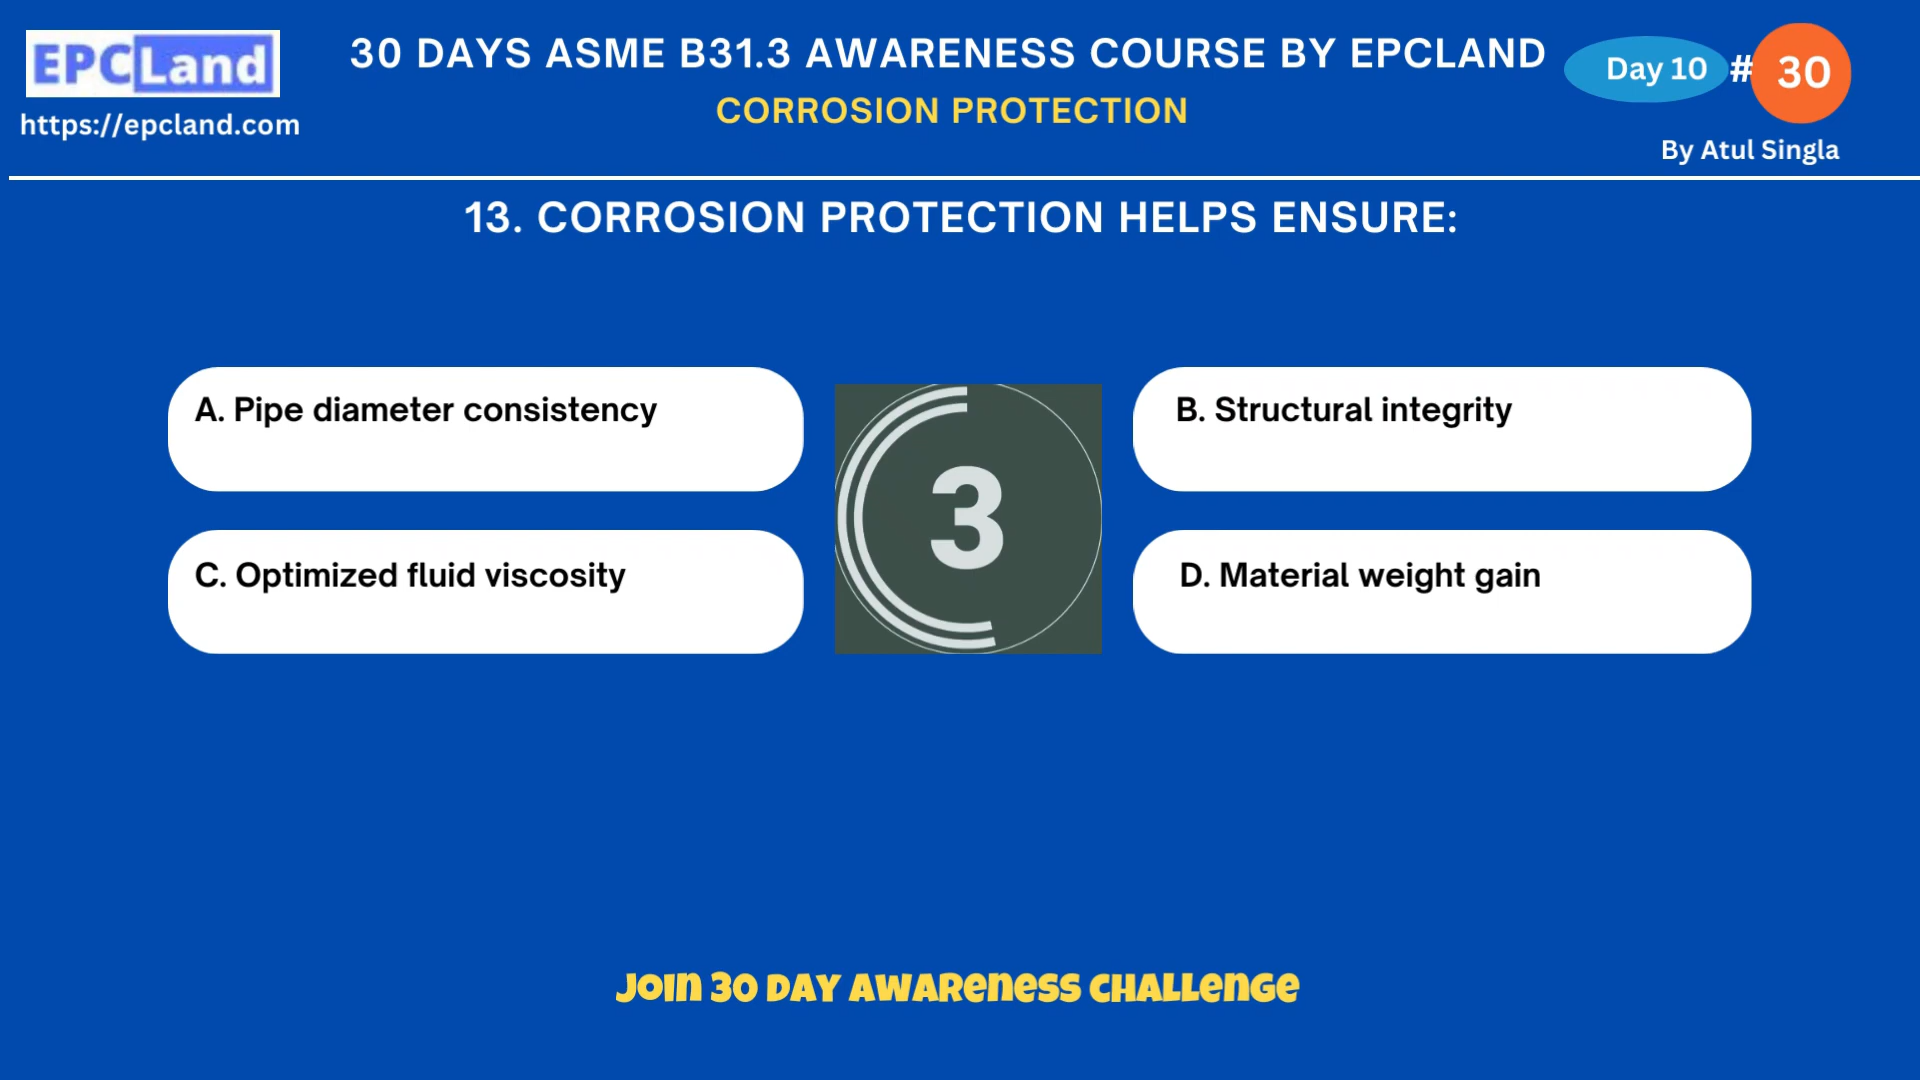 EPCLand
https://epcland.com
30 DAYS ASME B31.3 AWARENESS COURSE BY EPCLAND
CORROSION PROTECTION
Day 10 # 30
By Atul Singla
13. CORROSION PROTECTION HELPS ENSURE:
A. Pipe diameter consistency
B. Structural integrity
3
C. Optimized fluid viscosity
D. Material weight gain
Join 30 Day Awareness Challenge